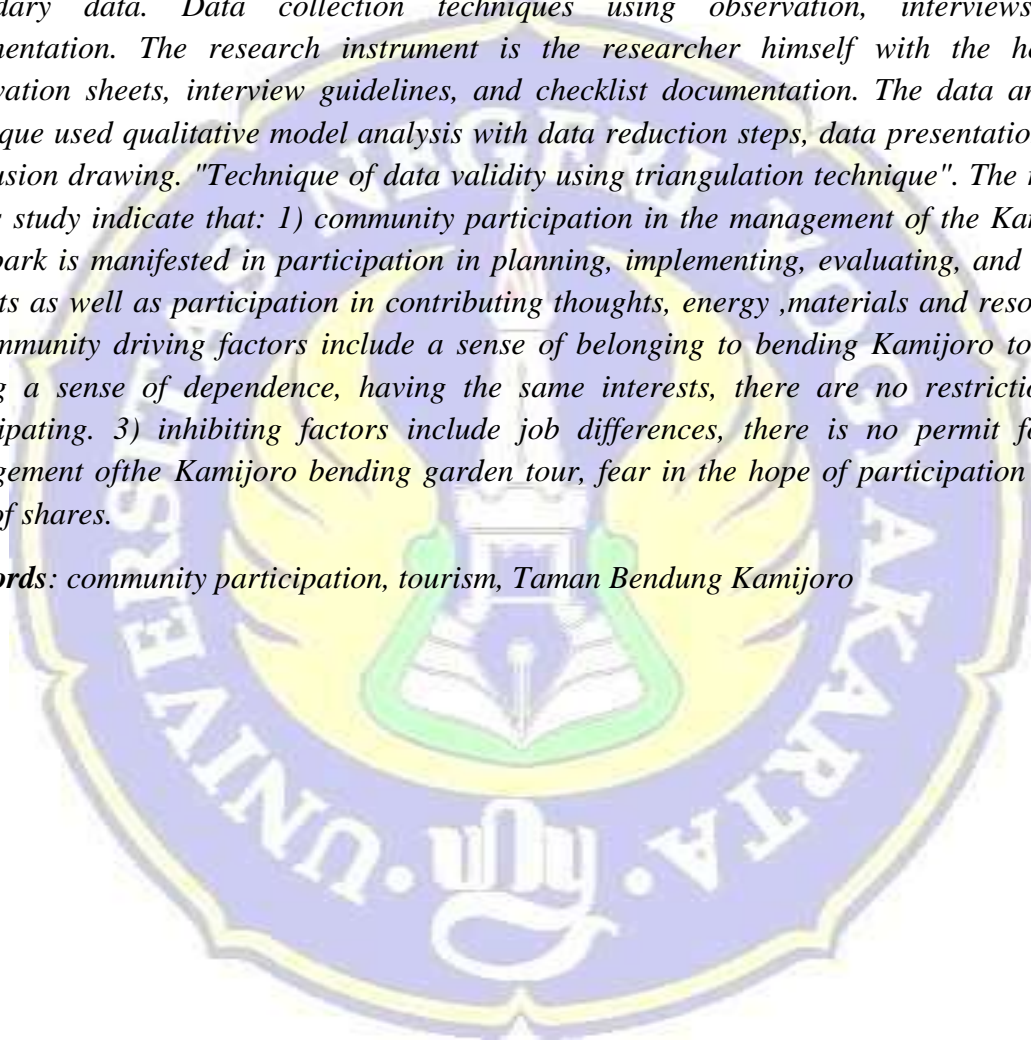 dary data. Data collection techniques using observation, interviews
nentation. The research instrument is the researcher himself with the he
vation sheets, interview guidelines, and checklist documentation. The data an
que used qualitative model analysis with data reduction steps, data presentatio
usion drawing. "Technique of data validity using triangulation technique". The r
study indicate that: 1) community participation in the management of the Kar
park is manifested in participation in planning, implementing, evaluating, and
ts as well as participation in contributing thoughts, energy ,materials and reso
mmunity driving factors include a sense of belonging to bending Kamijoro to
g a sense of dependence, having the same interests, there are no restrictio
ipating. 3) inhibiting factors include job differences, there is no permit fo
gement ofthe Kamijoro bending garden tour, fear in the hope of participation
of shares.
ords: community participation, tourism, Taman Bendung Kamijoro
UNIVERSITAS NEGERI YOGYAKARTA
uny